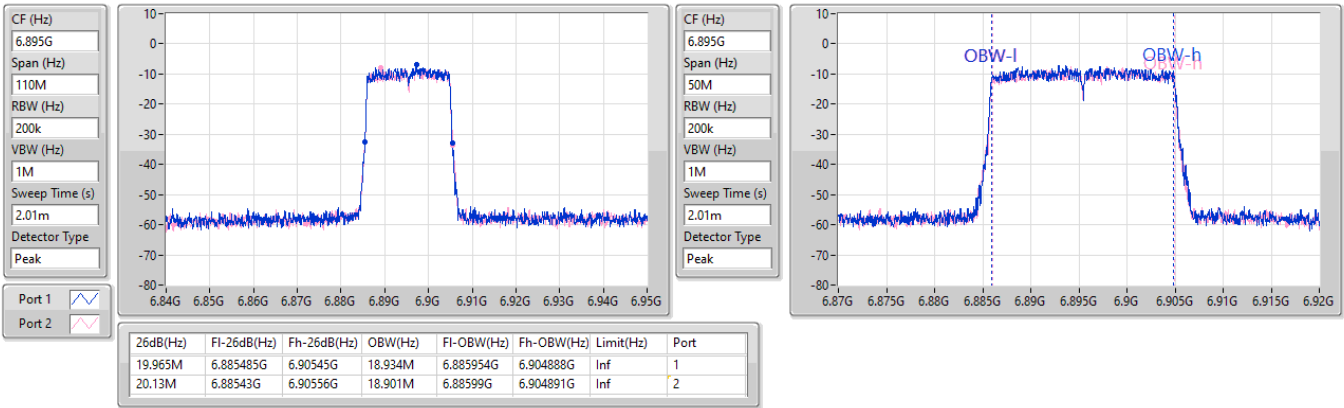 CF (Hz)
6.895G
Span (Hz)
110M
RBW (Hz)
200k
VBW (Hz)
1M
Sweep Time (s)
2.01m
Detector Type
Peak
Port 1
Port 2
10-
0-
-10-
-20-
-30-
-40-
-50-
-60-
-70-
-80-
6.84G 6.85G 6.86G 6.87G 6.88G 6.89G 6.9G 6.91G 6.92G 6.93G 6.94G 6.95G
CF (Hz)
6.895G
Span (Hz)
50M
RBW (Hz)
200k
VBW (Hz)
1M
Sweep Time (s)
2.01m
Detector Type
Peak
10-
0-
-10-
-20-
-30-
-40-
-50-
-60-
-70-
-80-
OBW-l OBW-h
OBW-h
6.87G 6.875G 6.88G 6.885G 6.89G 6.895G 6.9G 6.905G 6.91G 6.915G 6.92G
26dB(Hz) Fl-26dB(Hz) Fh-26dB(Hz) OBW(Hz) Fl-OBW(Hz) Fh-OBW(Hz) Limit(Hz) Port
19.965M 6.885485G 6.90545G 18.934M 6.885954G 6.904888G Inf 1
20.13M 6.88543G 6.90556G 18.901M 6.88599G 6.904891G Inf 2